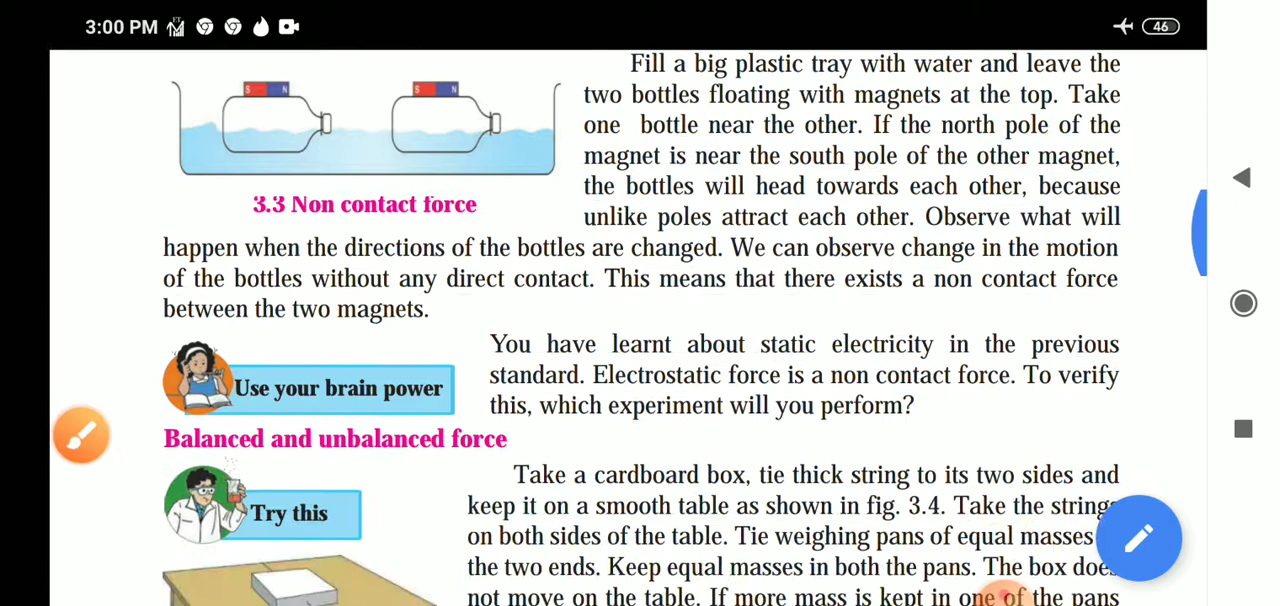 3:00 PM
46
Fill a big plastic tray with water and leave the
two bottles floating with magnets at the top. Take
one bottle near the other. If the north pole of the
magnet is near the south pole of the other magnet,
the bottles will head towards each other, because
unlike poles attract each other. Observe what will
happen when the directions of the bottles are changed. We can observe change in the motion
of the bottles without any direct contact. This means that there exists a non contact force
between the two magnets.
S N
S N
3.3 Non contact force
Use your brain power
You have learnt about static electricity in the previous
standard. Electrostatic force is a non contact force. To verify
this, which experiment will you perform?
Balanced and unbalanced force
Try this
Take a cardboard box, tie thick string to its two sides and
keep it on a smooth table as shown in fig. 3.4. Take the strings
on both sides of the table. Tie weighing pans of equal masses
the two ends. Keep equal masses in both the pans. The box does
not move on the table. If more mass is kept in one of the pans